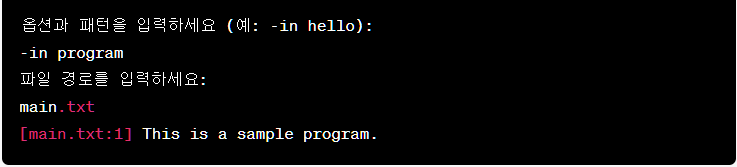 옵션과 패턴을 입력하세요 (예: -in hello):
-in program
파일 경로를 입력하세요:
main.txt
[main.txt:1] This is a sample program.